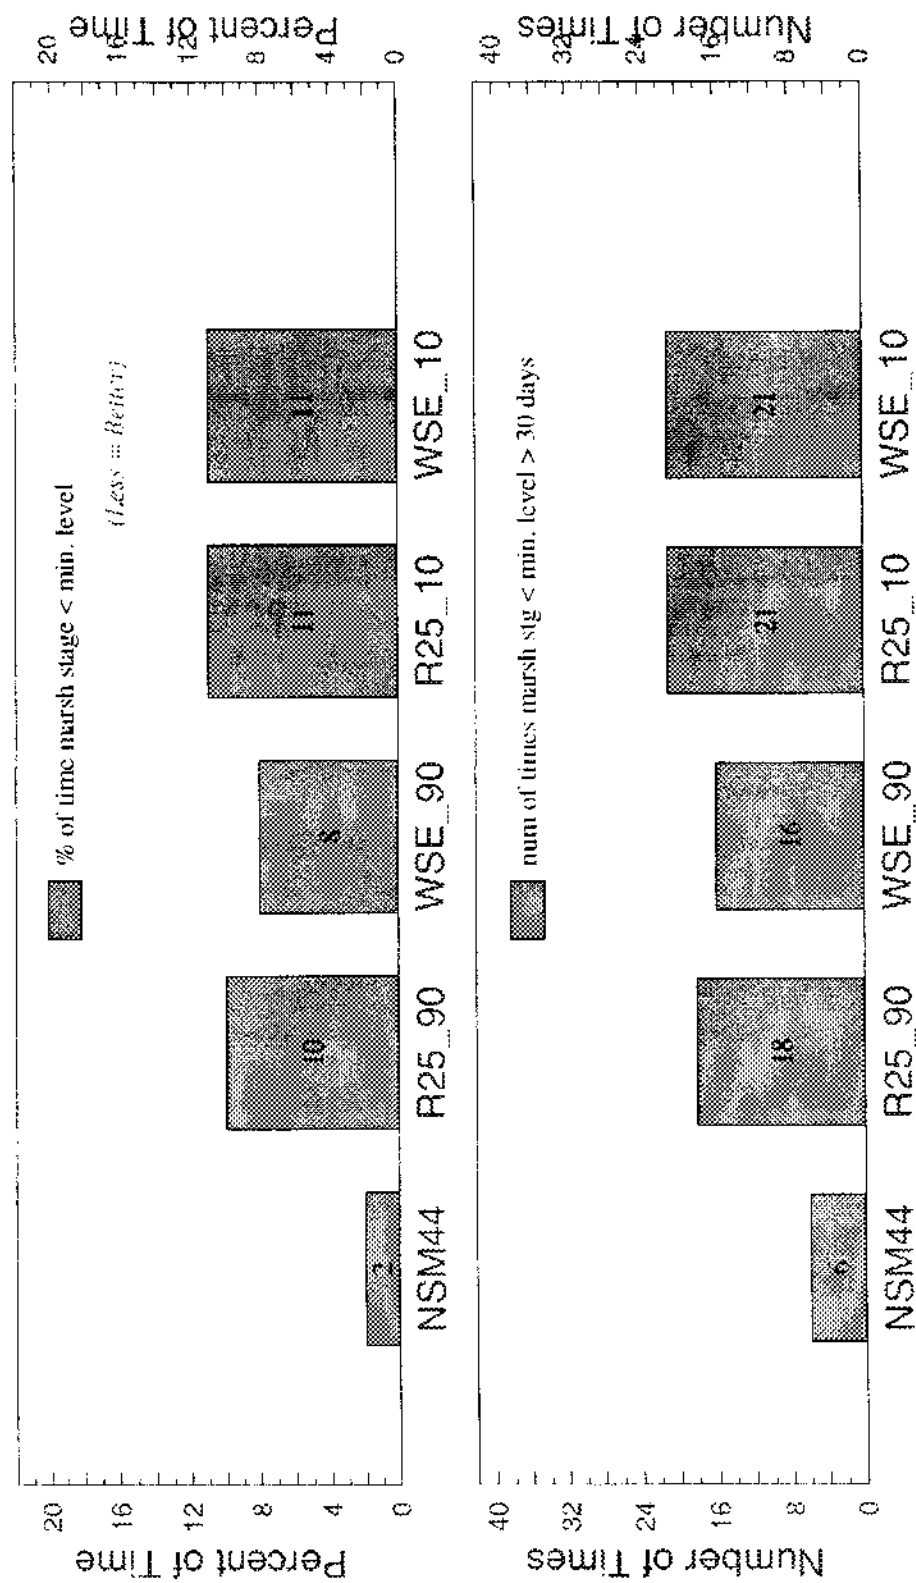 Percent of Time
20
16
12
8
4
0
% of time marsh stage < min. level
(Less = Better)
2
10
8
11
11
20
16
12
8
4
0
Percent of Time
NSM44
R25_90
WSE_90
R25_10
WSE_10
Number of Times
40
32
24
16
8
0
num of times marsh stg < min. level > 30 days
6
18
16
21
21
40
32
24
16
8
0
Number of Times
NSM44
R25_90
WSE_90
R25_10
WSE_10